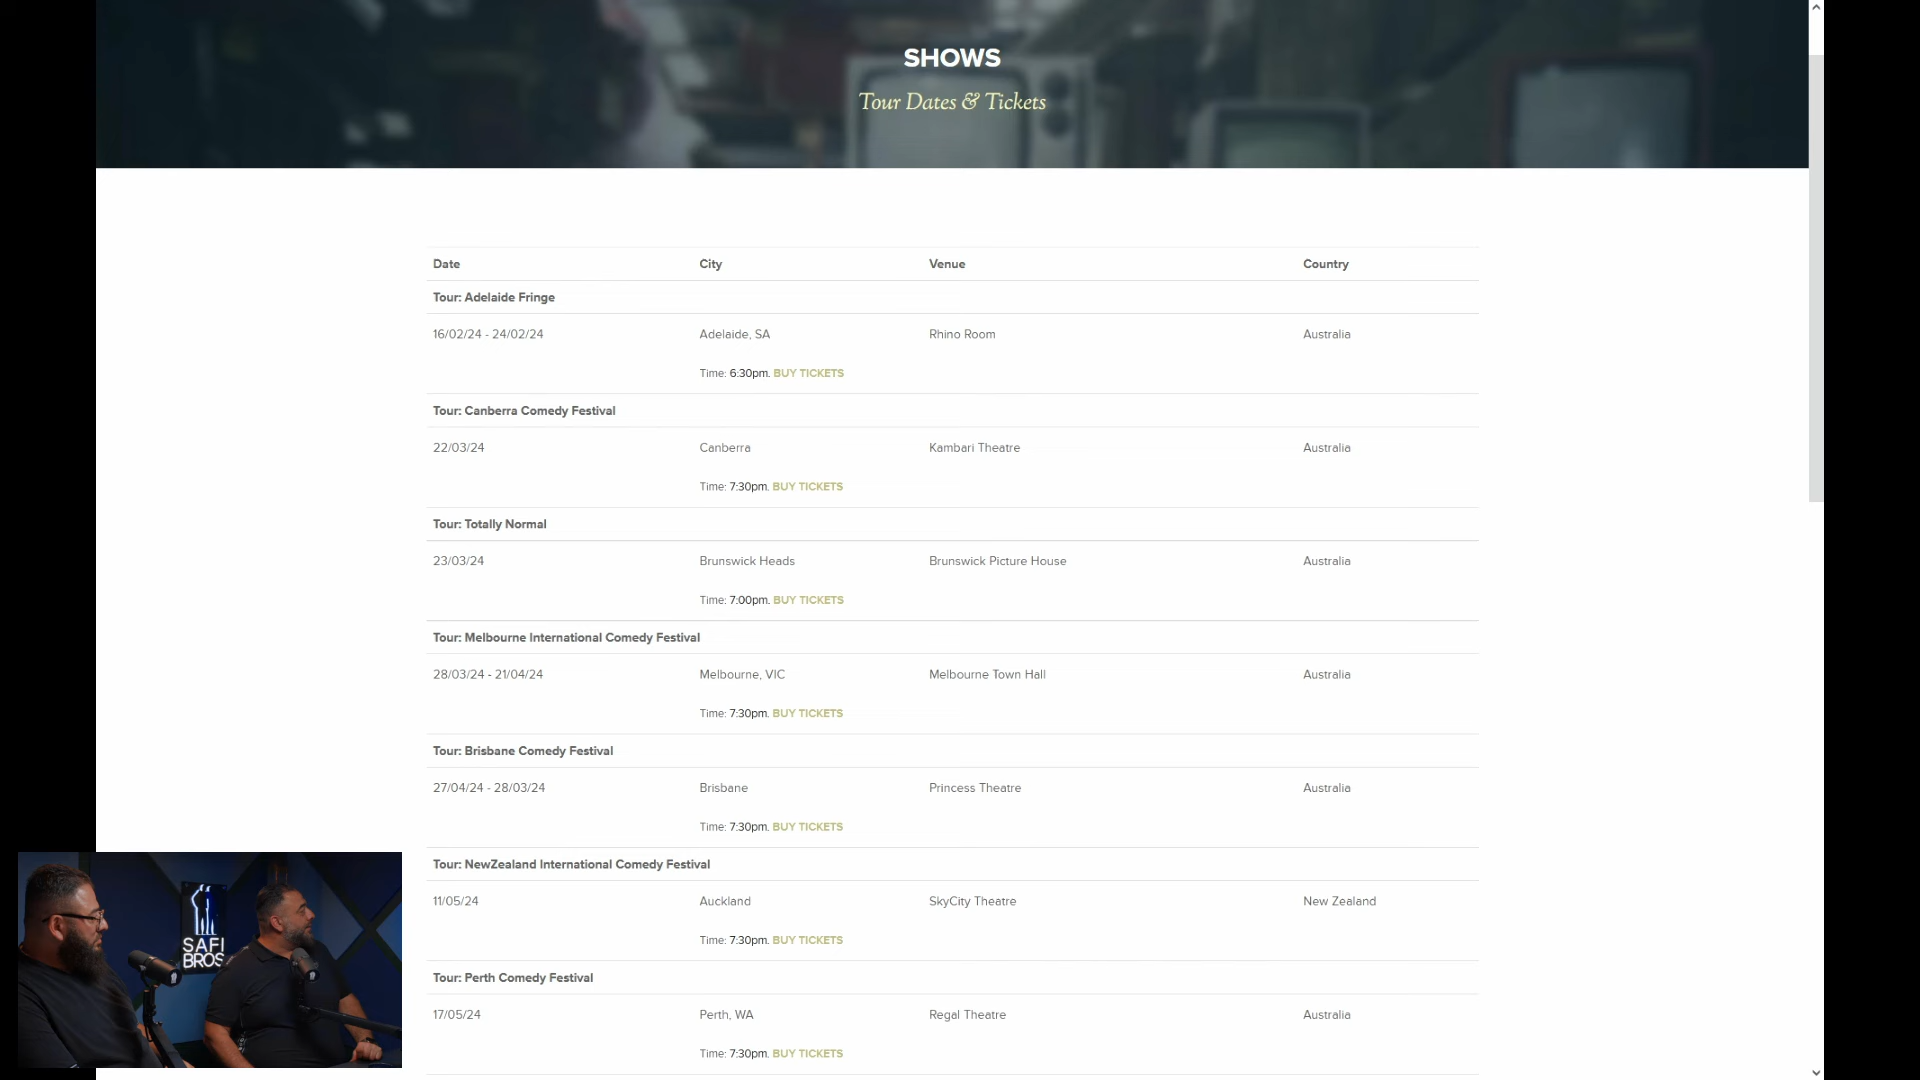 SHOWS
Tour Dates & Tickets
Date City Venue Country
Tour: Adelaide Fringe
16/02/24 - 24/02/24 Adelaide, SA Rhino Room Australia
Time: 6:30pm. BUY TICKETS
Tour: Canberra Comedy Festival
22/03/24 Canberra Kambari Theatre Australia
Time: 7:30pm. BUY TICKETS
Tour: Totally Normal
23/03/24 Brunswick Heads Brunswick Picture House Australia
Time: 7:00pm. BUY TICKETS
Tour: Melbourne International Comedy Festival
28/03/24 - 21/04/24 Melbourne, VIC Melbourne Town Hall Australia
Time: 7:30pm. BUY TICKETS
Tour: Brisbane Comedy Festival
27/04/24 - 28/03/24 Brisbane Princess Theatre Australia
Time: 7:30pm. BUY TICKETS
Tour: NewZealand International Comedy Festival
11/05/24 Auckland SkyCity Theatre New Zealand
Time: 7:30pm. BUY TICKETS
Tour: Perth Comedy Festival
17/05/24 Perth, WA Regal Theatre Australia
Time: 7:30pm. BUY TICKETS
SAFI
BROS